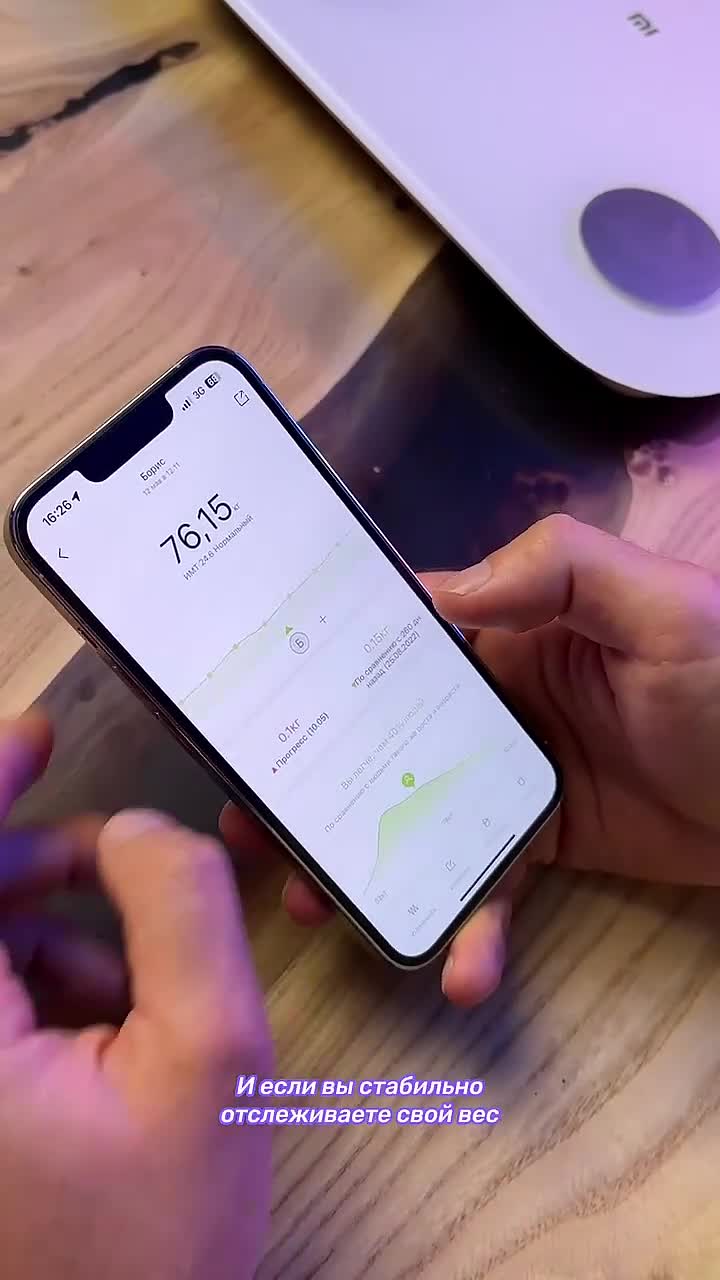 mi
16:26
3G 68
Борис
12 мая в 12:11
76,15 кг
ИМТ 24.6 Нормальный
Б
0.1кг
▲Прогресс (10.05)
0.15кг
▼По сравнению с 260 дн
назад (25.08.2022)
Вы легче, чем 40% людей
По сравнению с людьми такого же роста и возраста
И если вы стабильно
отслеживаете свой вес